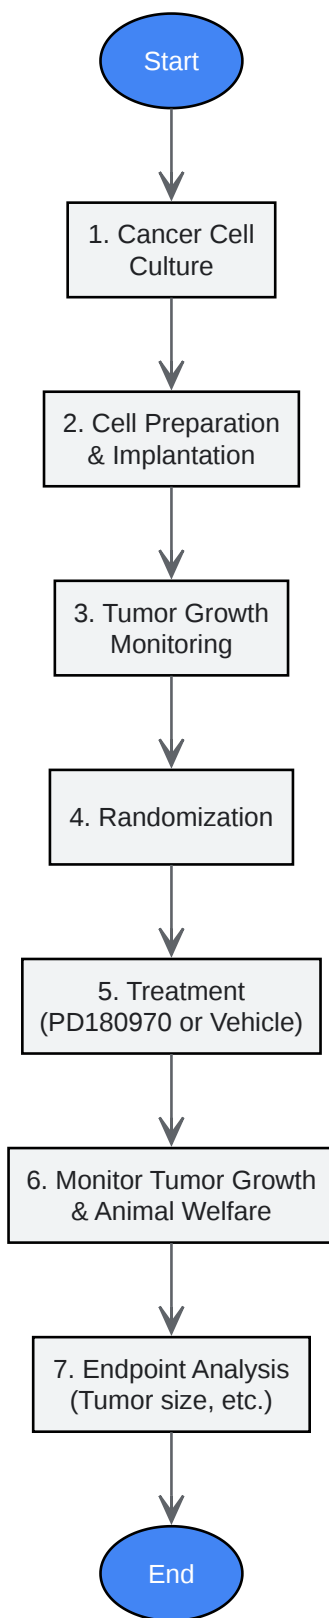 Start
1. Cancer Cell
Culture
2. Cell Preparation
& Implantation
3. Tumor Growth
Monitoring
4. Randomization
5. Treatment
(PD180970 or Vehicle)
6. Monitor Tumor Growth
& Animal Welfare
7. Endpoint Analysis
(Tumor size, etc.)
End